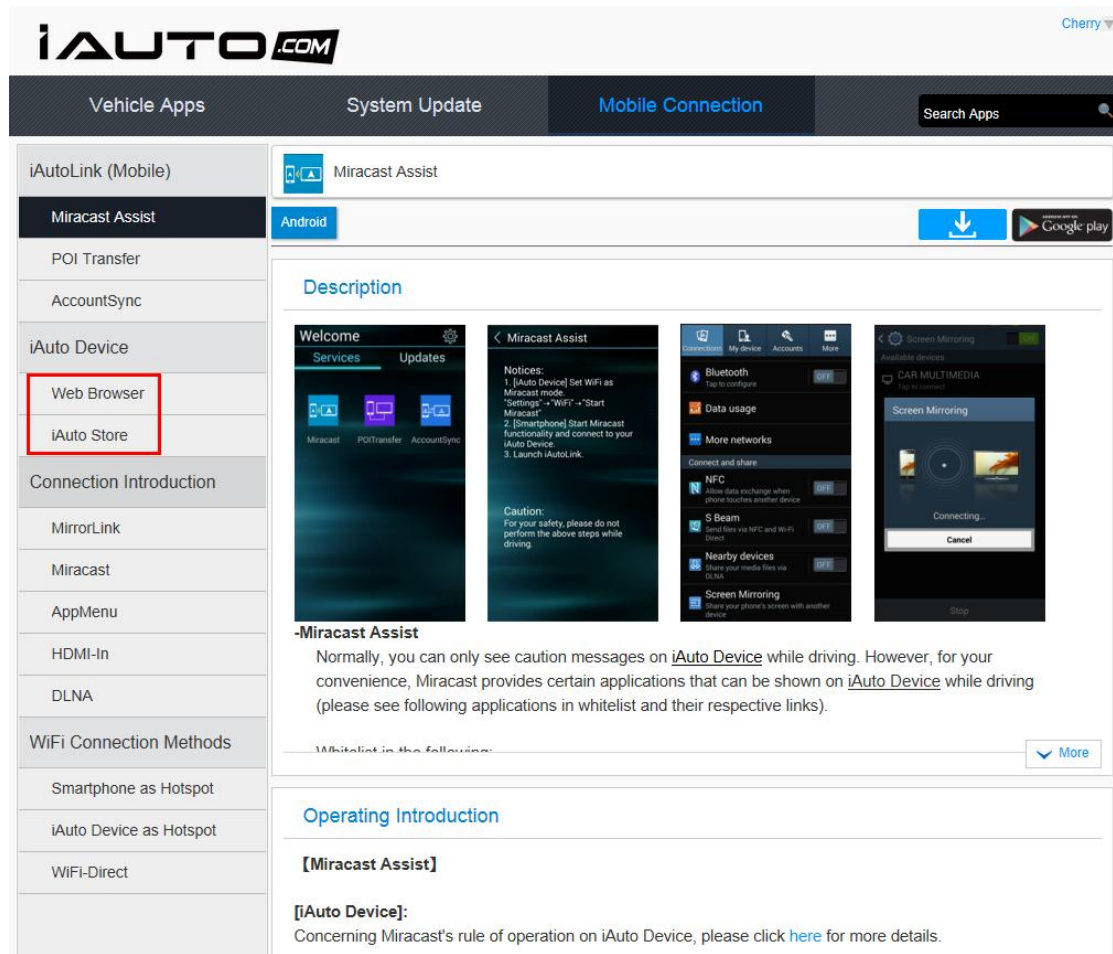 iAUTO.COM
Cherry
Vehicle Apps
System Update
Mobile Connection
Search Apps
iAutoLink (Mobile)
Miracast Assist
POI Transfer
AccountSync
iAuto Device
Web Browser
iAuto Store
Connection Introduction
MirrorLink
Miracast
AppMenu
HDMI-In
DLNA
WiFi Connection Methods
Smartphone as Hotspot
iAuto Device as Hotspot
WiFi-Direct
Miracast Assist
Android
Google play
Description
Welcome
Services Updates
Miracast POITransfer AccountSync
Miracast Assist
Notices:
1. [iAuto Device] Set WiFi as
Miracast mode.
"Settings"→"WiFi"→"Start
Miracast"
2. [Smartphone] Start Miracast
functionality and connect to your
iAuto Device.
3. Launch iAutoLink.
Caution:
For your safety, please do not
perform the above steps while
driving.
Connections My device Accounts More
Bluetooth
Tap to configure
OFF
Data usage
More networks
Connect and share
NFC
Allow data exchange when
phone touches another device
OFF
S Beam
Send files via NFC and Wi-Fi
Direct
OFF
Nearby devices
Share your media files via
DLNA
OFF
Screen Mirroring
Share your phone's screen with another
device
Screen Mirroring
ON
Available devices
CAR MULTIMEDIA
Tap to connect
Screen Mirroring
Connecting...
Cancel
Stop
-Miracast Assist
Normally, you can only see caution messages on iAuto Device while driving. However, for your
convenience, Miracast provides certain applications that can be shown on iAuto Device while driving
(please see following applications in whitelist and their respective links).
Whitelist in the following:
More
Operating Introduction
【Miracast Assist】
[iAuto Device]:
Concerning Miracast's rule of operation on iAuto Device, please click here for more details.